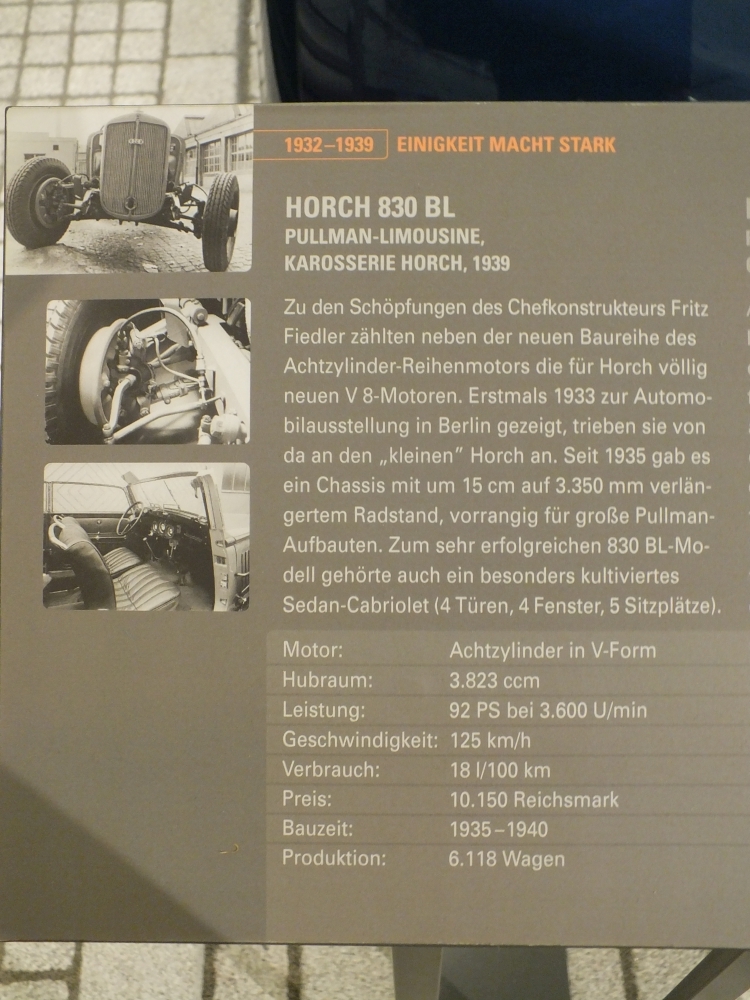 1932–1939 EINIGKEIT MACHT STARK
HORCH 830 BL
PULLMAN-LIMOUSINE,
KAROSSERIE HORCH, 1939
Zu den Schöpfungen des Chefkonstrukteurs Fritz
Fiedler zählten neben der neuen Baureihe des
Achtzylinder-Reihenmotors die für Horch völlig
neuen V 8-Motoren. Erstmals 1933 zur Automo-
bilausstellung in Berlin gezeigt, trieben sie von
da an den „kleinen” Horch an. Seit 1935 gab es
ein Chassis mit um 15 cm auf 3.350 mm verlän-
gertem Radstand, vorrangig für große Pullman-
Aufbauten. Zum sehr erfolgreichen 830 BL-Mo-
dell gehörte auch ein besonders kultiviertes
Sedan-Cabriolet (4 Türen, 4 Fenster, 5 Sitzplätze).
Motor: Achtzylinder in V-Form
Hubraum: 3.823 ccm
Leistung: 92 PS bei 3.600 U/min
Geschwindigkeit: 125 km/h
Verbrauch: 18 l/100 km
Preis: 10.150 Reichsmark
Bauzeit: 1935–1940
Produktion: 6.118 Wagen